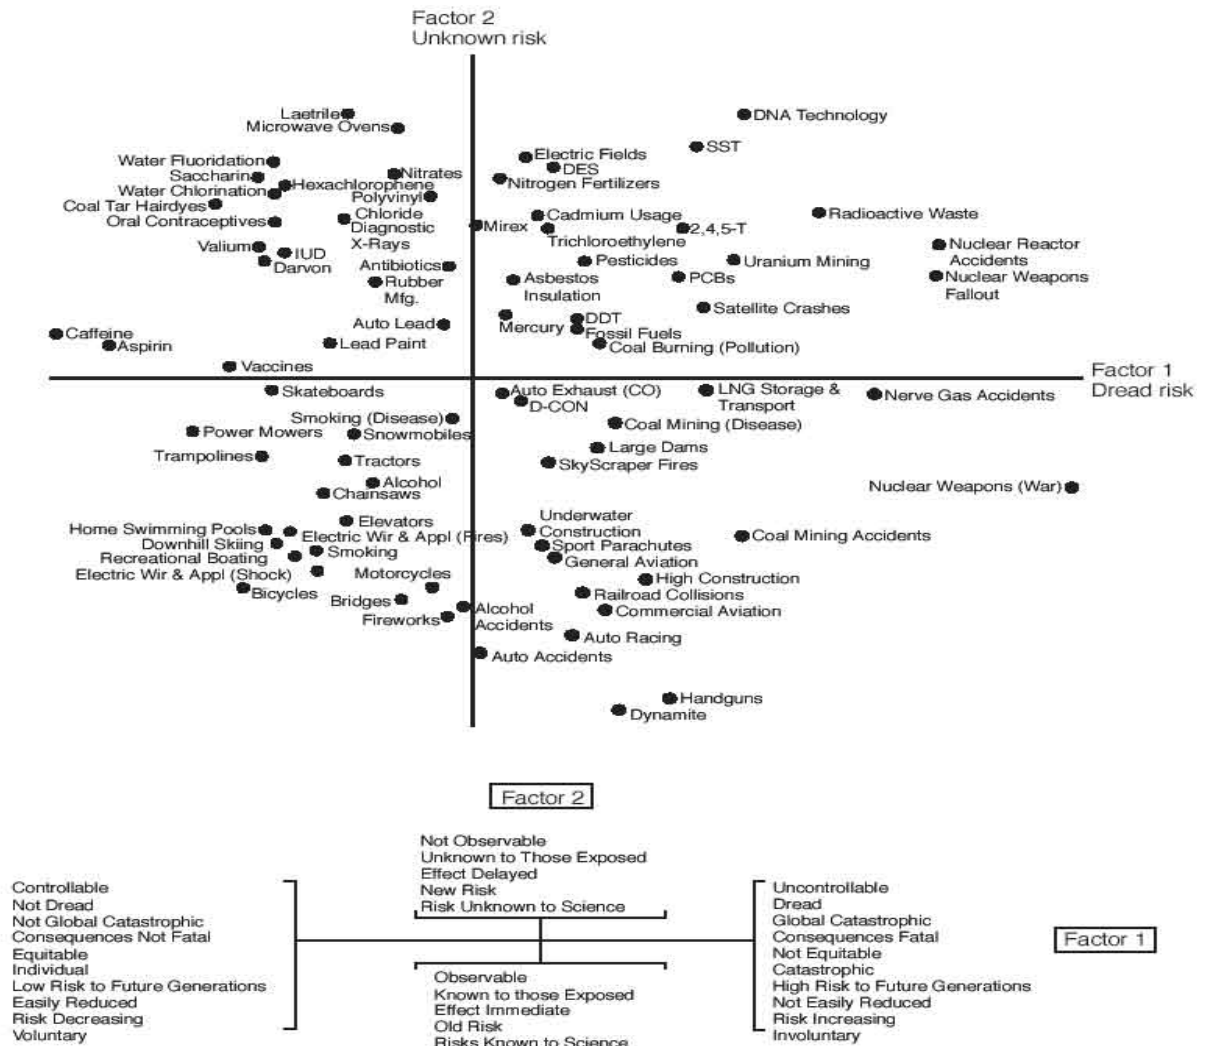 Factor 2
Unknown risk
Laetrile
DNA Technology
Microwave Ovens
SST
Electric Fields
Water Fluoridation
DES
Saccharin
Nitrates
Hexachlorophene
Nitrogen Fertilizers
Water Chlorination
Polyvinyl
Coal Tar Hairdyes
Chloride
Cadmium Usage
Radioactive Waste
Oral Contraceptives
Diagnostic
X-Rays
Mirex
2,4,5-T
Trichloroethylene
Valium
IUD
Nuclear Reactor
Accidents
Darvon
Antibiotics
Pesticides
Uranium Mining
Rubber
Mfg.
Asbestos
Insulation
PCBs
Nuclear Weapons
Fallout
Satellite Crashes
Auto Lead
Mercury
DDT
Fossil Fuels
Caffeine
Aspirin
Lead Paint
Coal Burning (Pollution)
Vaccines
Factor 1
Dread risk
Skateboards
Auto Exhaust (CO)
LNG Storage &
Transport
Nerve Gas Accidents
D-CON
Smoking (Disease)
Coal Mining (Disease)
Power Mowers
Snowmobiles
Large Dams
Trampolines
Tractors
SkyScraper Fires
Alcohol
Chainsaws
Nuclear Weapons (War)
Elevators
Underwater
Construction
Home Swimming Pools
Electric Wir & Appl (Fires)
Coal Mining Accidents
Downhill Skiing
Smoking
Sport Parachutes
Recreational Boating
General Aviation
Electric Wir & Appl (Shock)
Motorcycles
High Construction
Bicycles
Bridges
Railroad Collisions
Fireworks
Alcohol
Accidents
Commercial Aviation
Auto Racing
Auto Accidents
Handguns
Dynamite
Factor 2
Not Observable
Unknown to Those Exposed
Effect Delayed
New Risk
Risk Unknown to Science
Controllable
Not Dread
Not Global Catastrophic
Consequences Not Fatal
Equitable
Individual
Low Risk to Future Generations
Easily Reduced
Risk Decreasing
Voluntary
Uncontrollable
Dread
Global Catastrophic
Consequences Fatal
Not Equitable
Catastrophic
High Risk to Future Generations
Not Easily Reduced
Risk Increasing
Involuntary
Factor 1
Observable
Known to those Exposed
Effect Immediate
Old Risk
Risks Known to Science